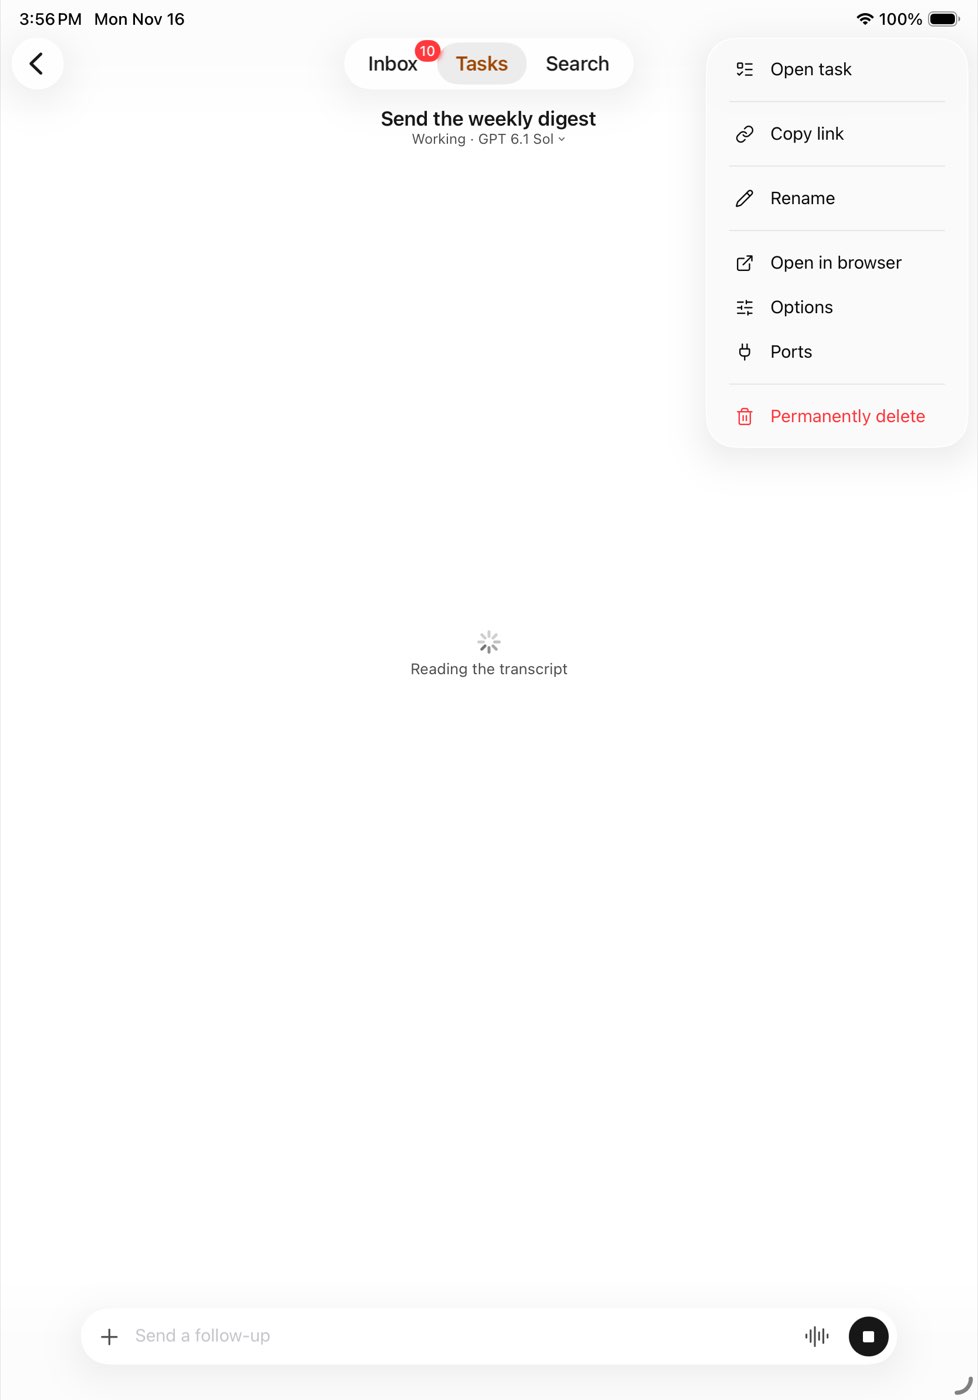 3:56 PM Mon Nov 16
100%
Inbox
10
Tasks
Search
Send the weekly digest
Working · GPT 6.1 Sol
Open task
Copy link
Rename
Open in browser
Options
Ports
Permanently delete
Reading the transcript
Send a follow-up